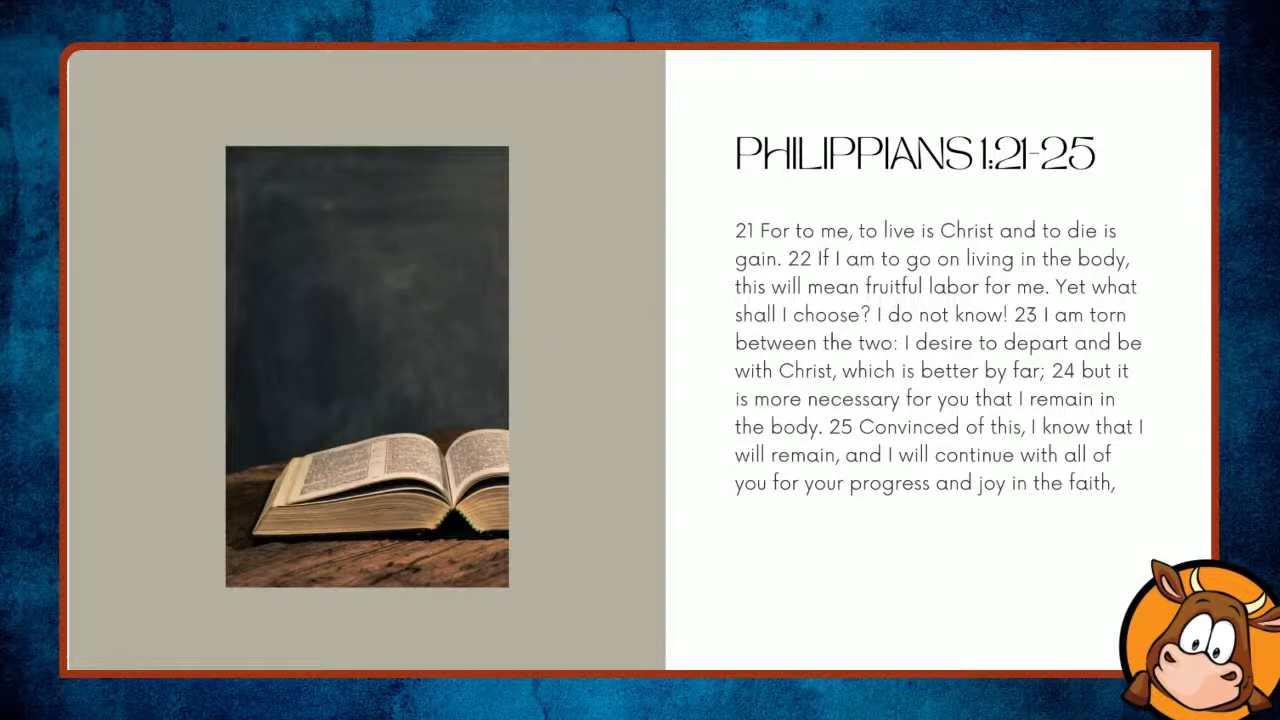 PHILIPPIANS 1:21-25
21 For to me, to live is Christ and to die is
gain. 22 If I am to go on living in the body,
this will mean fruitful labor for me. Yet what
shall I choose? I do not know! 23 I am torn
between the two: I desire to depart and be
with Christ, which is better by far; 24 but it
is more necessary for you that I remain in
the body. 25 Convinced of this, I know that I
will remain, and I will continue with all of
you for your progress and joy in the faith,